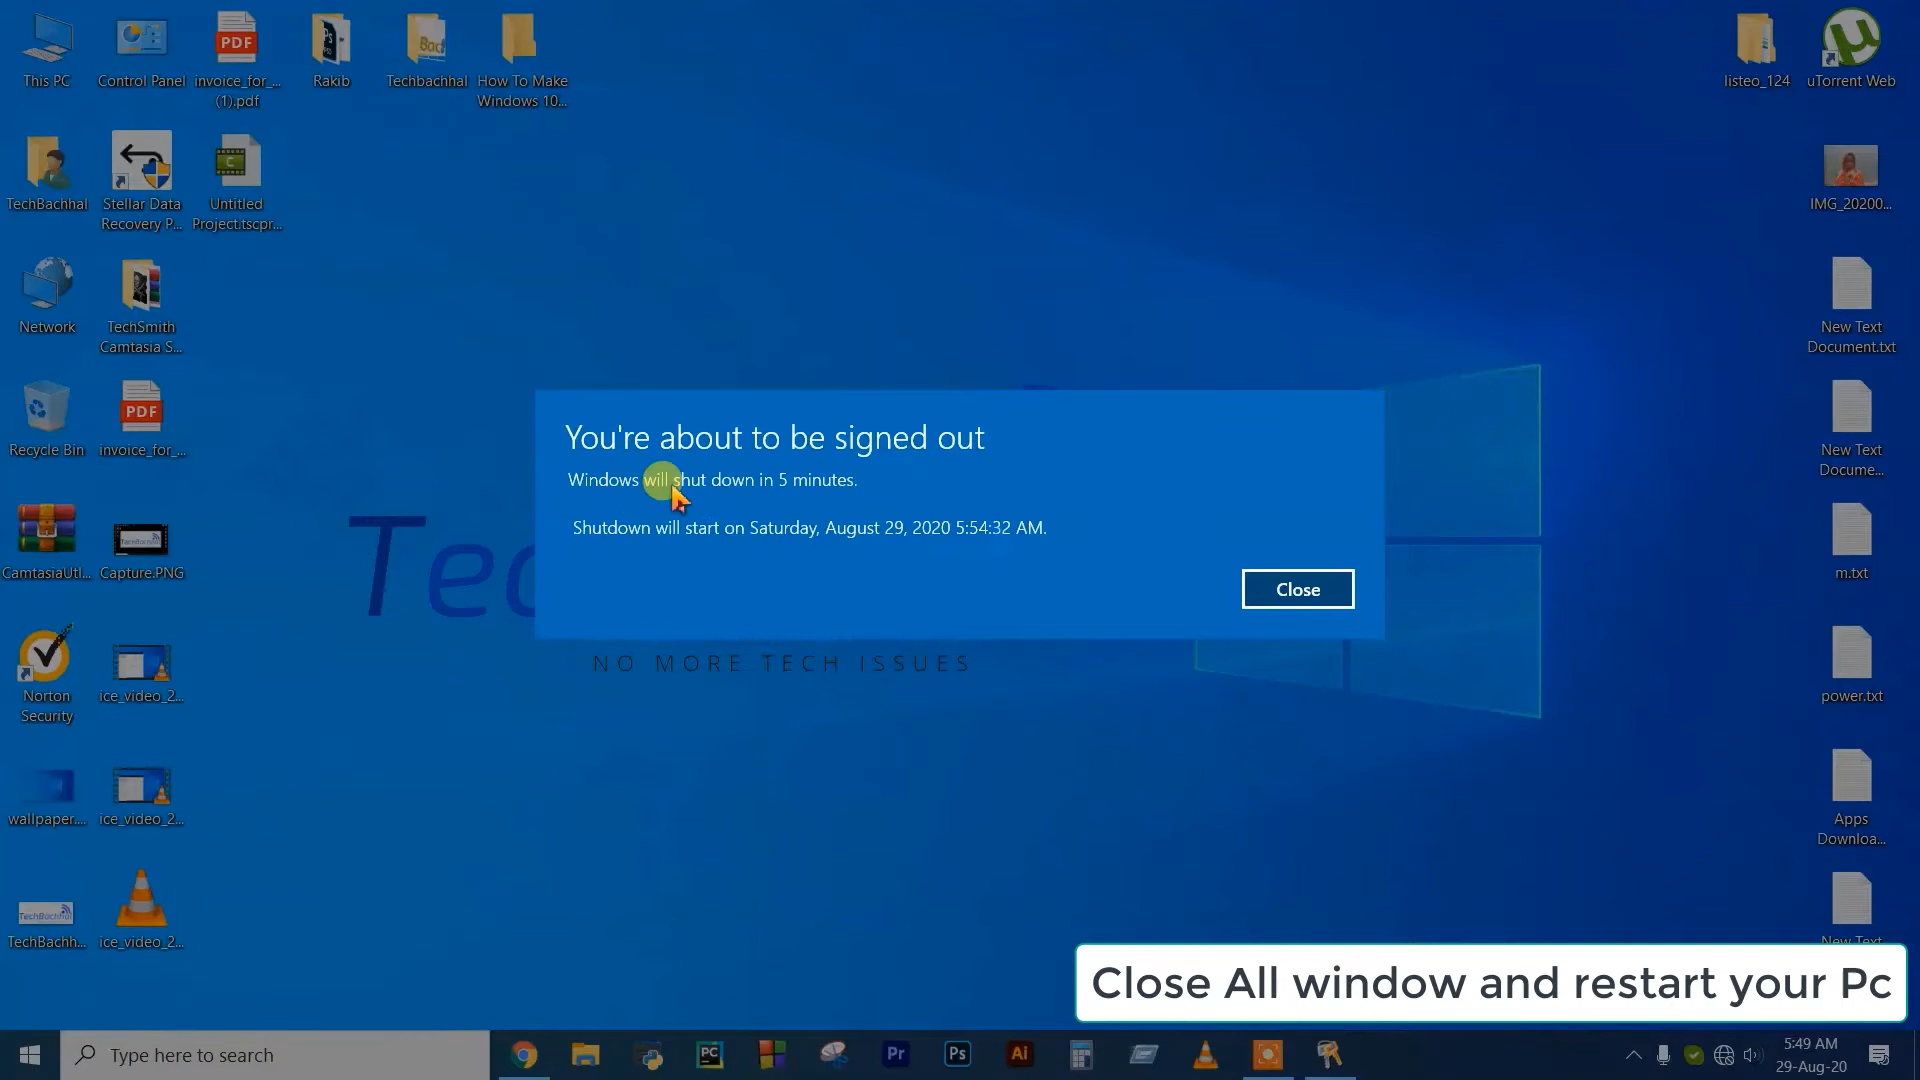 This PC
Control Panel
invoice_for_...
(1).pdf
Rakib
Techbachhal
How To Make
Windows 10...
listeo_124
uTorrent Web
TechBachhal
Stellar Data
Recovery P...
Untitled
Project.tscpr...
IMG_20200...
Network
TechSmith
Camtasia S...
New Text
Document.txt
Recycle Bin
invoice_for_...
New Text
Docume...
You're about to be signed out
Windows will shut down in 5 minutes.
Shutdown will start on Saturday, August 29, 2020 5:54:32 AM.
Close
Tec
NO MORE TECH ISSUES
CamtasiaUtl...
Capture.PNG
m.txt
Norton
Security
ice_video_2...
power.txt
wallpaper....
ice_video_2...
Apps
Downloa...
TechBachh...
ice_video_2...
New Text
Close All window and restart your Pc
Type here to search
5:49 AM
29-Aug-20